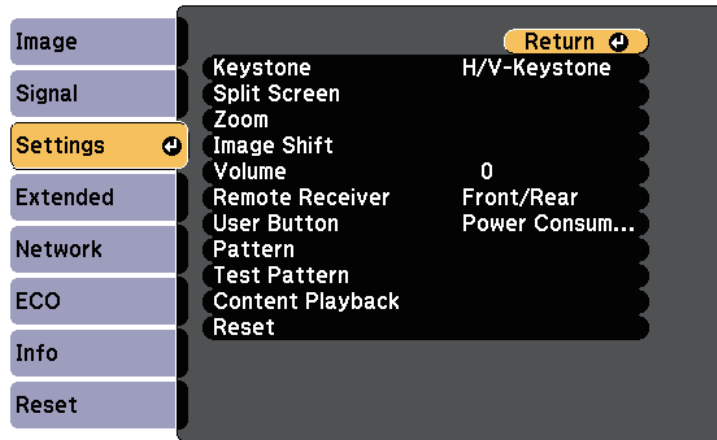 Image
Signal
Settings
Extended
Network
ECO
Info
Reset
Return
Keystone H/V-Keystone
Split Screen
Zoom
Image Shift
Volume 0
Remote Receiver Front/Rear
User Button Power Consum...
Pattern
Test Pattern
Content Playback
Reset